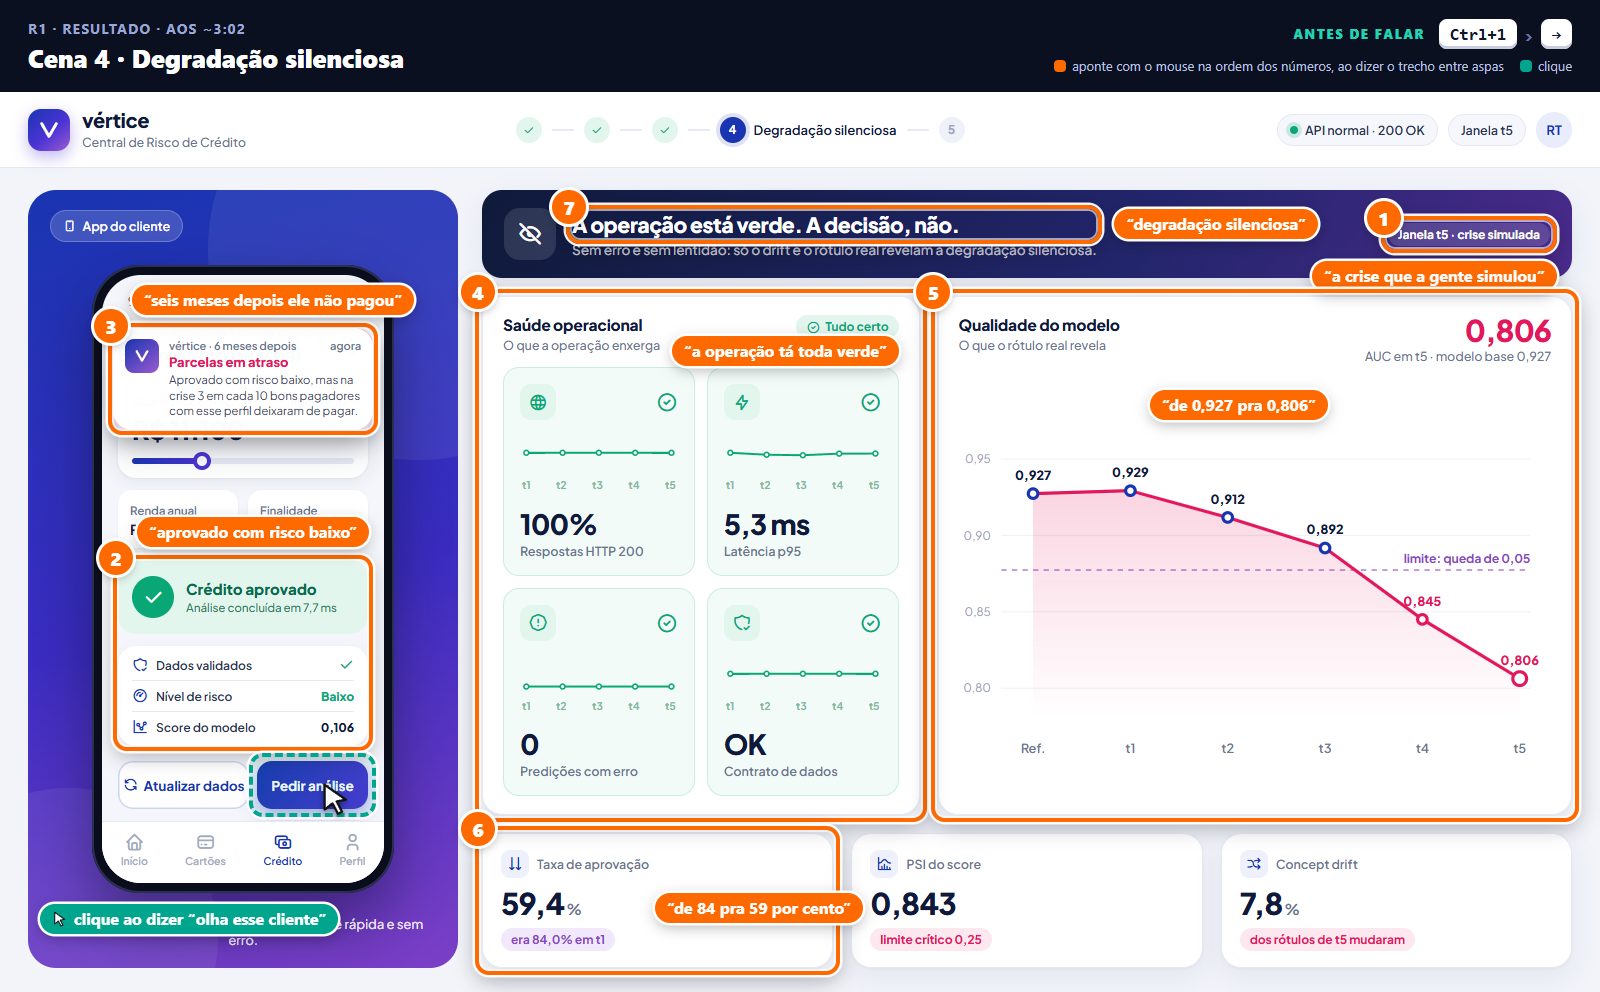 R1 · RESULTADO · AOS ~3:02
Cena 4 · Degradação silenciosa
ANTES DE FALAR Ctrl+1 › →
aponte com o mouse na ordem dos números, ao dizer o trecho entre aspas
clique
vértice
Central de Risco de Crédito
4 Degradação silenciosa 5
API normal · 200 OK
Janela t5
RT
App do cliente
“seis meses depois ele não pagou”
3
vértice · 6 meses depois agora
Parcelas em atraso
Aprovado com risco baixo, mas na
crise 3 em cada 10 bons pagadores
com esse perfil deixaram de pagar.
Renda anual
Finalidade
“aprovado com risco baixo”
2
Crédito aprovado
Análise concluída em 7,7 ms
Dados validados
Nível de risco Baixo
Score do modelo 0,106
Atualizar dados
Pedir análise
Início Cartões Crédito Perfil
clique ao dizer “olha esse cliente”
rápida e sem
erro.
7
A operação está verde. A decisão, não.
Sem erro e sem lentidão: só o drift e o rótulo real revelam a degradação silenciosa.
“degradação silenciosa”
1
Janela t5 · crise simulada
“a crise que a gente simulou”
4
Saúde operacional
O que a operação enxerga
Tudo certo
“a operação tá toda verde”
t1 t2 t3 t4 t5
100%
Respostas HTTP 200
t1 t2 t3 t4 t5
5,3 ms
Latência p95
t1 t2 t3 t4 t5
0
Predições com erro
t1 t2 t3 t4 t5
OK
Contrato de dados
5
Qualidade do modelo
O que o rótulo real revela
0,806
AUC em t5 · modelo base 0,927
“de 0,927 pra 0,806”
0,95
0,90
0,85
0,80
0,927
0,929
0,912
0,892
limite: queda de 0,05
0,845
0,806
Ref. t1 t2 t3 t4 t5
6
Taxa de aprovação
59,4%
era 84,0% em t1
“de 84 pra 59 por cento”
PSI do score
0,843
limite crítico 0,25
Concept drift
7,8%
dos rótulos de t5 mudaram